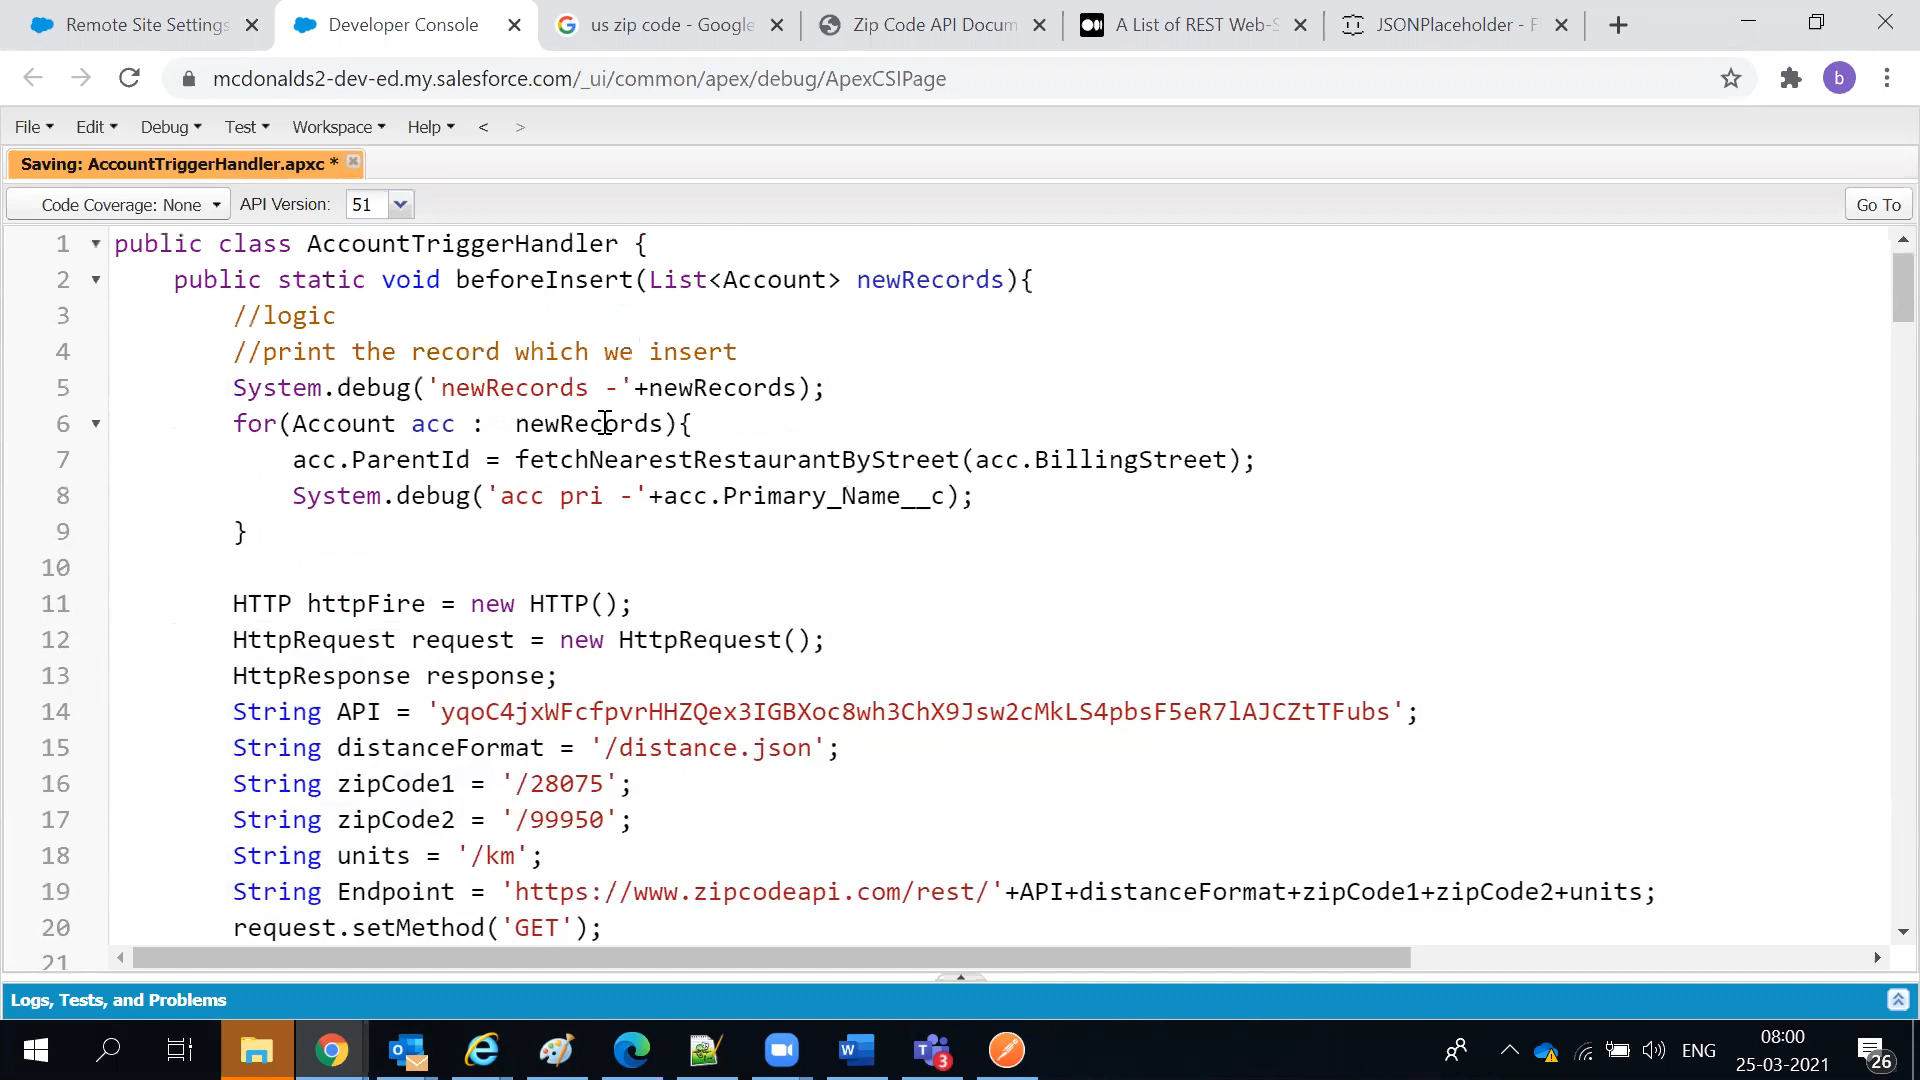 Remote Site Settings
Developer Console
us zip code - Google
Zip Code API Docum
A List of REST Web-S
JSONPlaceholder - F
mcdonalds2-dev-ed.my.salesforce.com/_ui/common/apex/debug/ApexCSIPage
b
File Edit Debug Test Workspace Help < >
Saving: AccountTriggerHandler.apxc *
Code Coverage: None API Version: 51 Go To
1 public class AccountTriggerHandler {
2 public static void beforeInsert(List<Account> newRecords){
3 //logic
4 //print the record which we insert
5 System.debug('newRecords -'+newRecords);
6 for(Account acc : newRecords){
7 acc.ParentId = fetchNearestRestaurantByStreet(acc.BillingStreet);
8 System.debug('acc pri -'+acc.Primary_Name__c);
9 }
10
11 HTTP httpFire = new HTTP();
12 HttpRequest request = new HttpRequest();
13 HttpResponse response;
14 String API = 'yqoC4jxWFcfpvrHHZQex3IGBXoc8wh3ChX9Jsw2cMkLS4pbsF5eR7lAJCZtTFubs';
15 String distanceFormat = '/distance.json';
16 String zipCode1 = '/28075';
17 String zipCode2 = '/99950';
18 String units = '/km';
19 String Endpoint = 'https://www.zipcodeapi.com/rest/'+API+distanceFormat+zipCode1+zipCode2+units;
20 request.setMethod('GET');
21
Logs, Tests, and Problems
3
ENG
08:00
25-03-2021
26